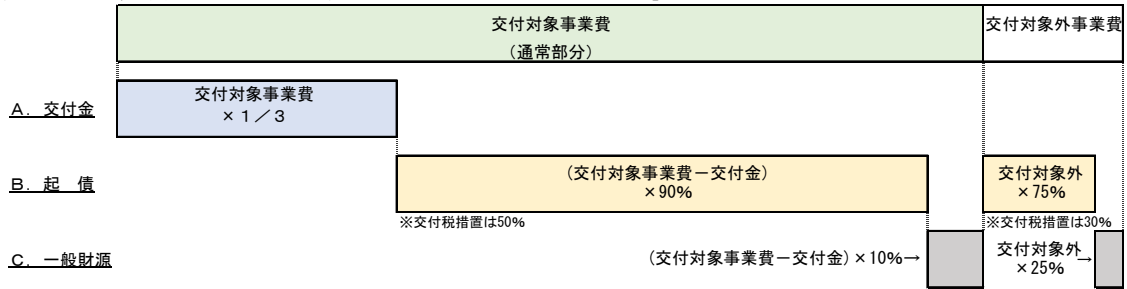 交付対象事業費
(通常部分)
交付対象外事業費
A. 交付金
交付対象事業費
×1/3
B. 起 債
(交付対象事業費-交付金)
×90%
交付対象外
×75%
※交付税措置は50%
※交付税措置は30%
C. 一般財源
(交付対象事業費-交付金)×10%→
交付対象外→
×25%